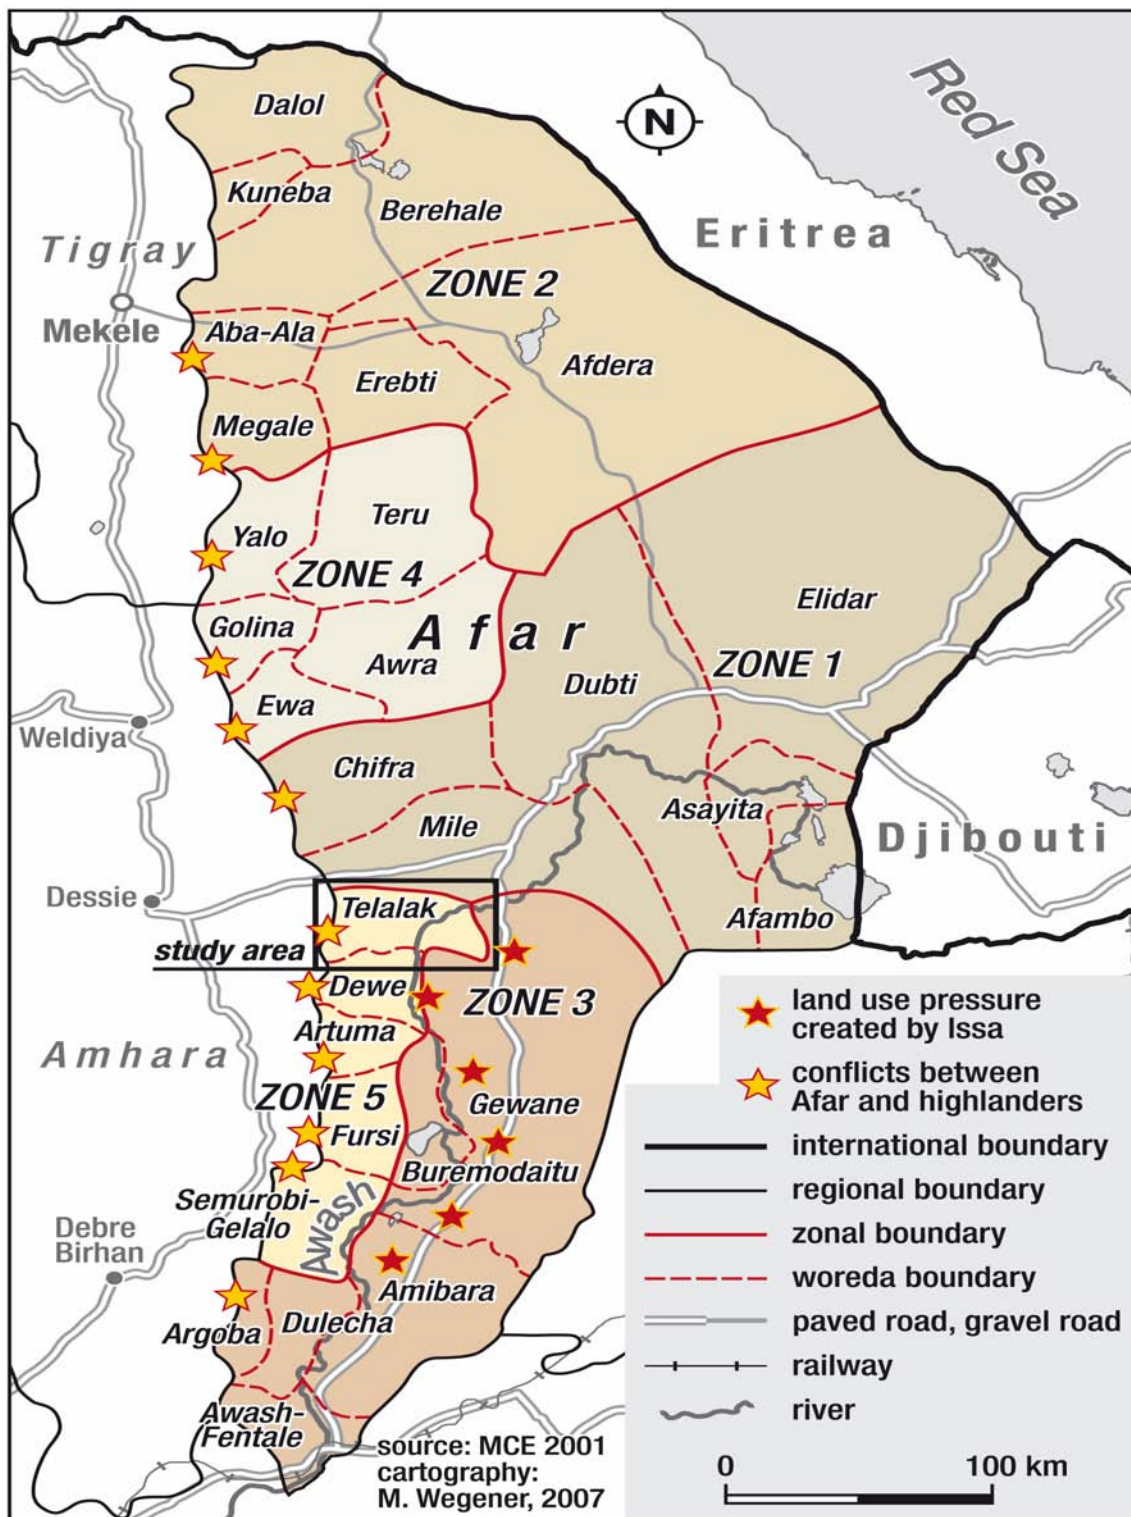 Red Sea
Dalol
N
Kuneba
Berehale
Eritrea
Tigray
ZONE 2
Mekele
Aba-Ala
Afdera
Erebti
Megale
Teru
Yalo
ZONE 4
Elidar
Golina
Afar
Awra
ZONE 1
Dubti
Ewa
Weldiya
Chifra
Asayita
Mile
Djibouti
Dessie
Telalak
Afambo
study area
Dewe
ZONE 3
Artuma
Amhara
ZONE 5
Gewane
Fursi
Buremodaitu
Semurobi-
Gelalo
Awash
Debre
Birhan
Amibara
Argoba
Dulecha
Awash-
Fentale
source: MCE 2001
cartography:
M. Wegener, 2007
land use pressure
created by Issa
conflicts between
Afar and highlanders
international boundary
regional boundary
zonal boundary
woreda boundary
paved road, gravel road
railway
river
0 100 km